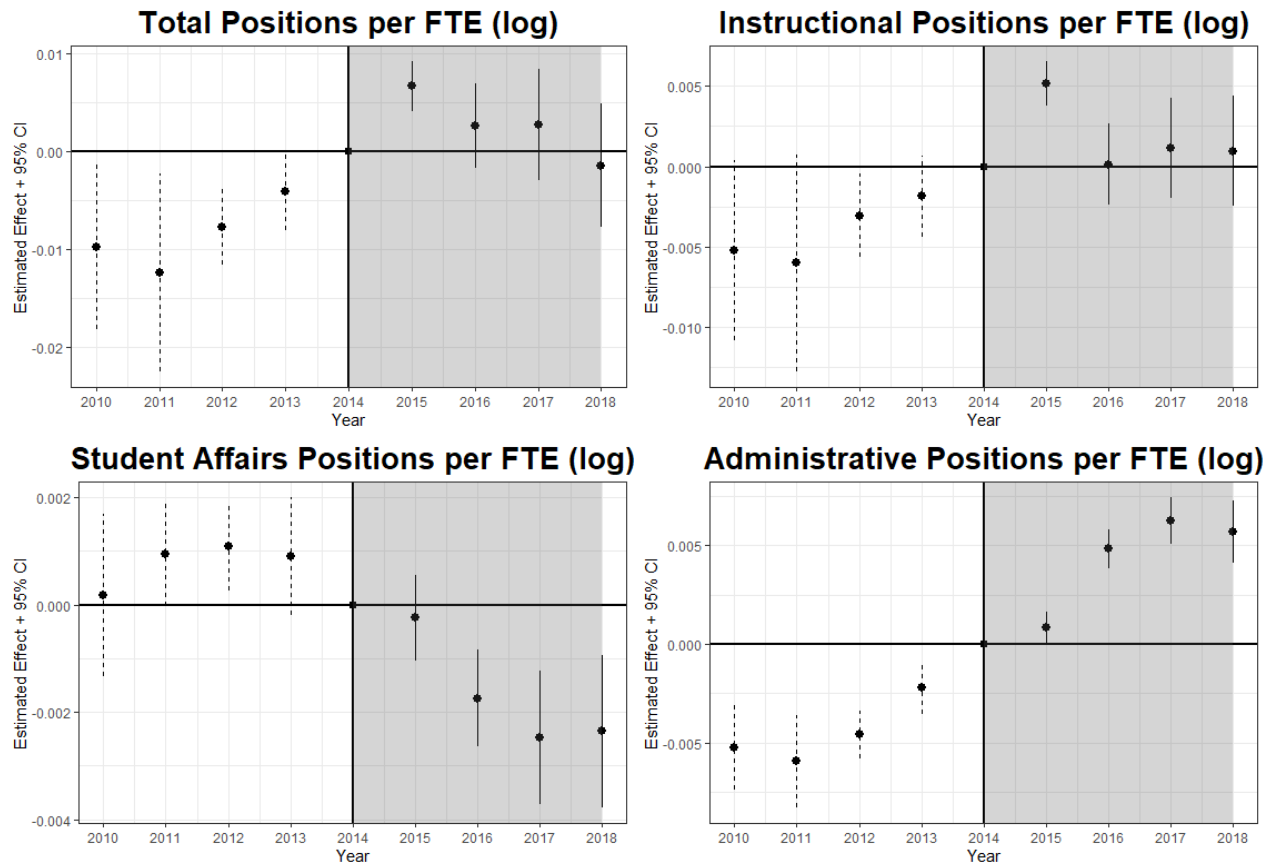 Total Positions per FTE (log)
Estimated Effect + 95% CI
0.01
0.00
-0.01
-0.02
2010 2011 2012 2013 2014 2015 2016 2017 2018
Year
Instructional Positions per FTE (log)
Estimated Effect + 95% CI
0.005
0.000
-0.005
-0.010
2010 2011 2012 2013 2014 2015 2016 2017 2018
Year
Student Affairs Positions per FTE (log)
Estimated Effect + 95% CI
0.002
0.000
-0.002
-0.004
2010 2011 2012 2013 2014 2015 2016 2017 2018
Year
Administrative Positions per FTE (log)
Estimated Effect + 95% CI
0.005
0.000
-0.005
2010 2011 2012 2013 2014 2015 2016 2017 2018
Year